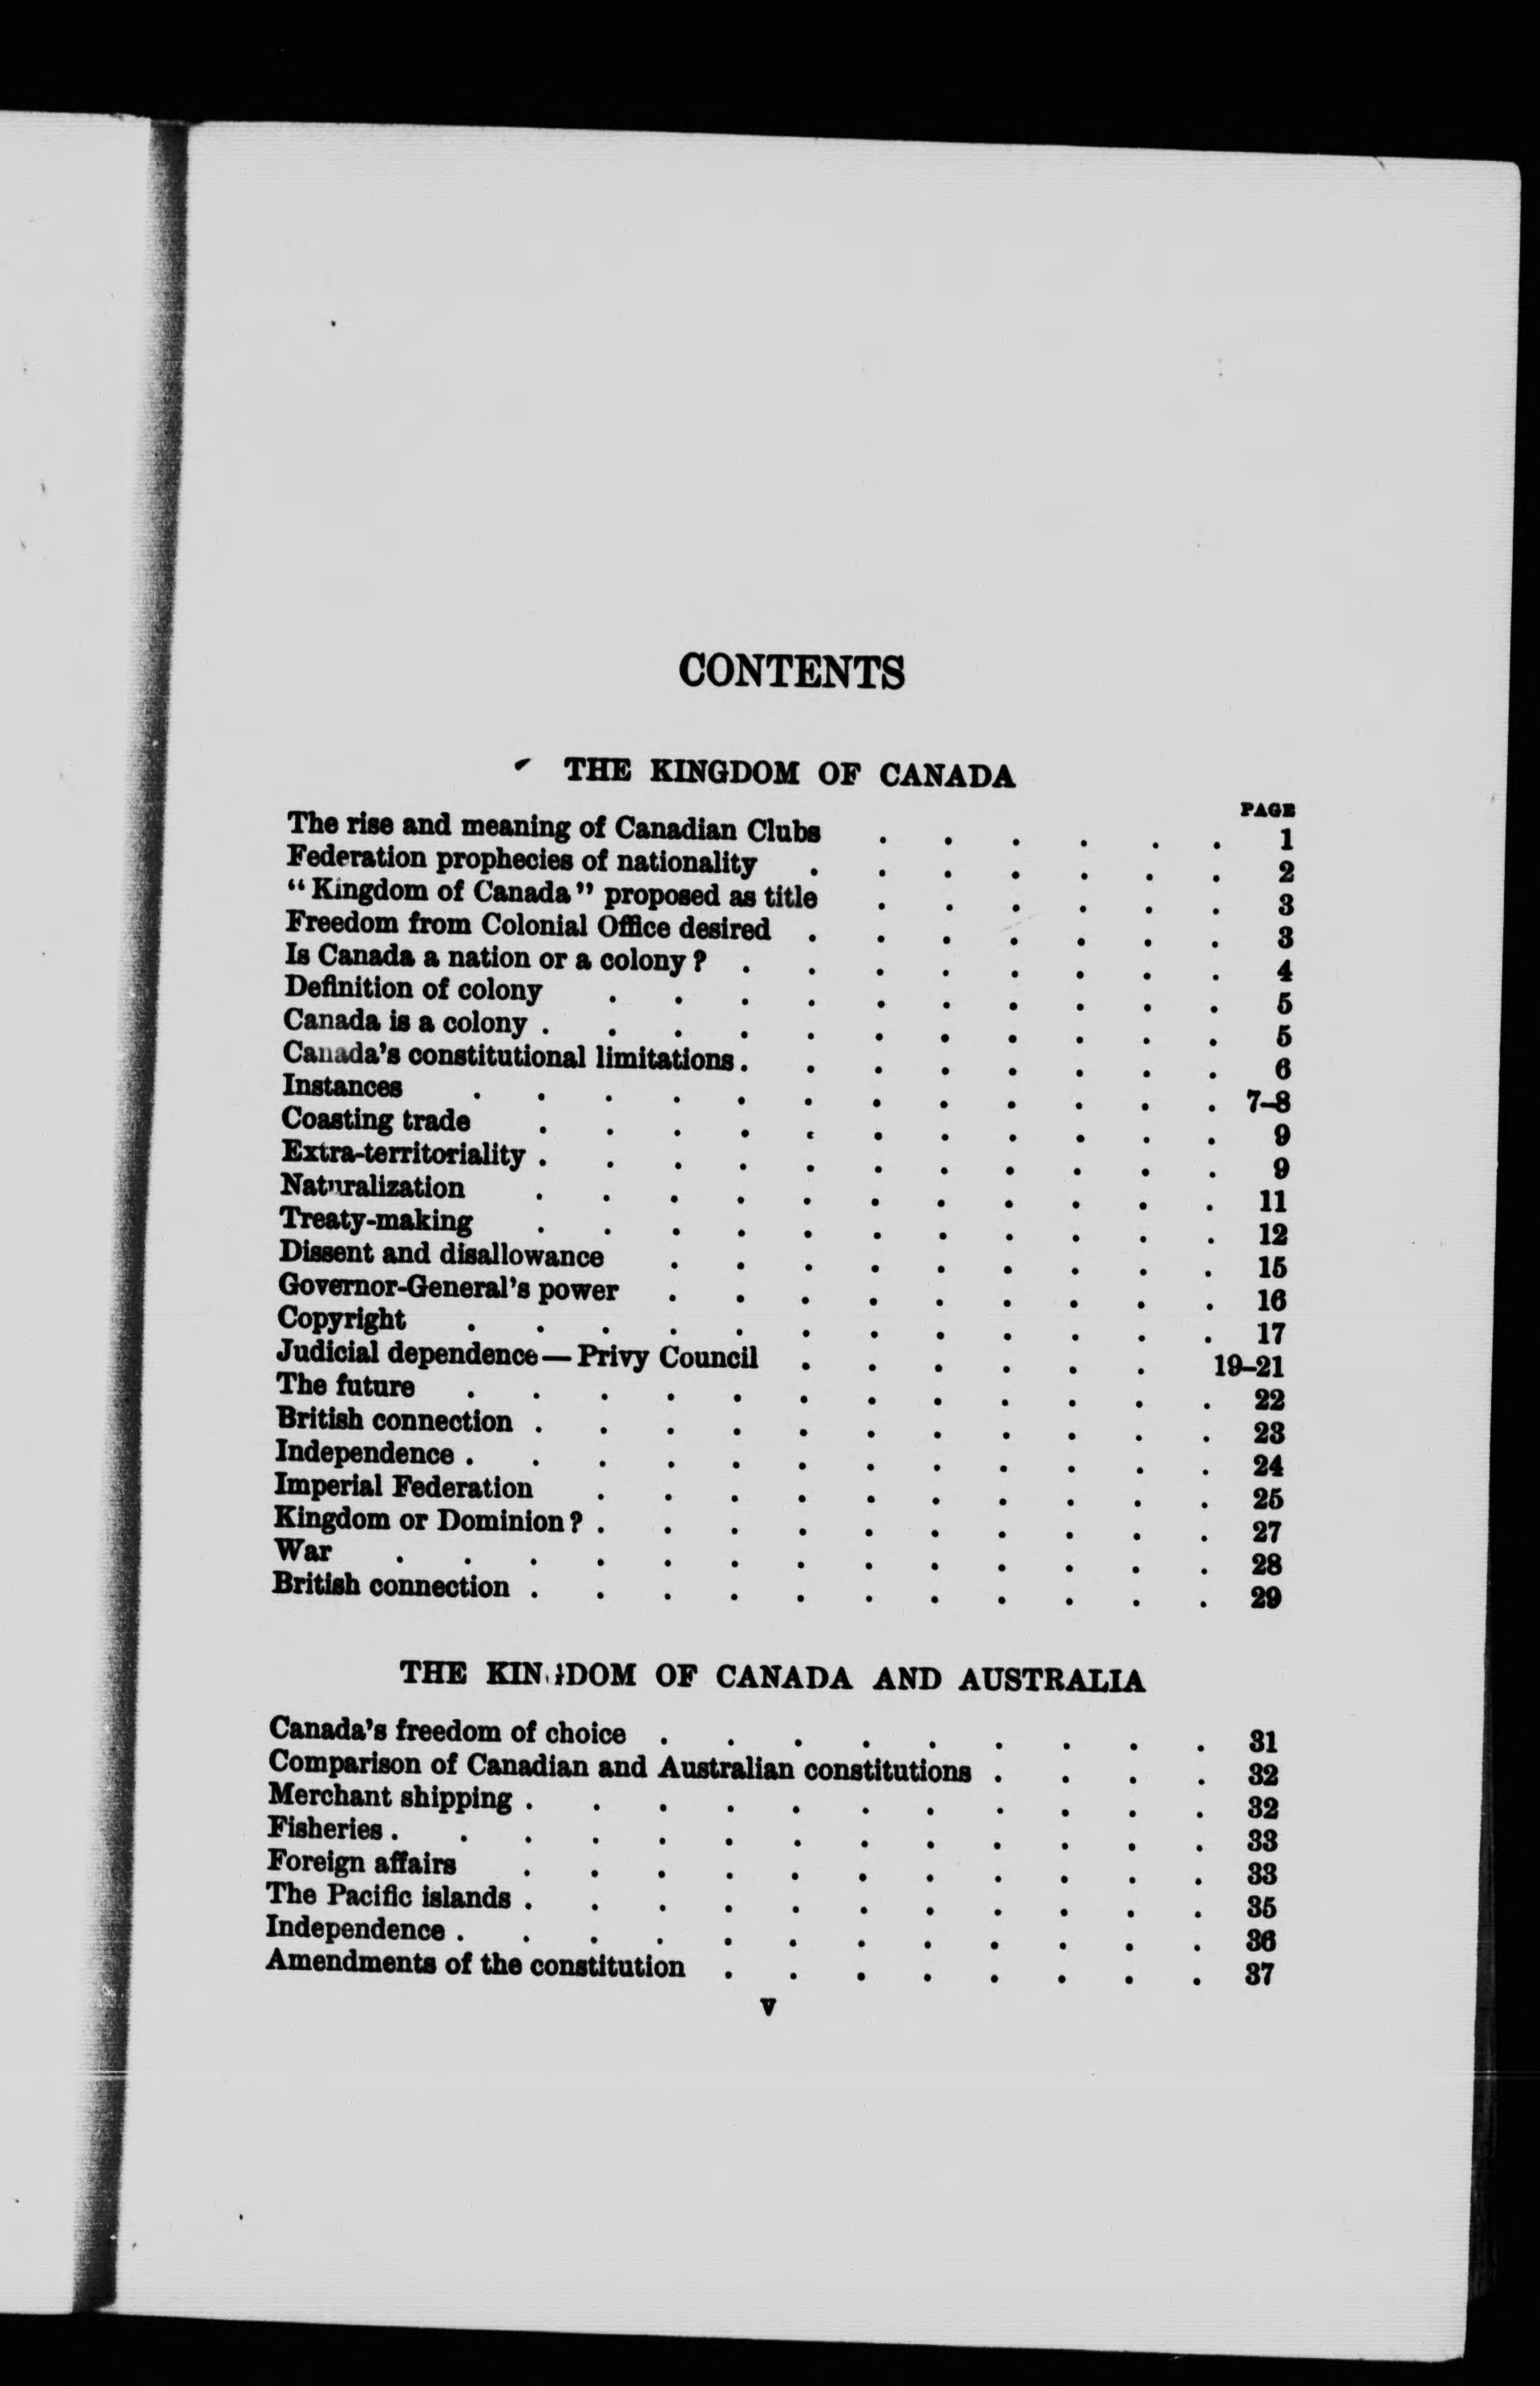 CONTENTS
THE KINGDOM OF CANADA
PAGE
The rise and meaning of Canadian Clubs . . . . . . 1
Federation prophecies of nationality . . . . . . . 2
“Kingdom of Canada” proposed as title . . . . . . 3
Freedom from Colonial Office desired . . . . . . . 3
Is Canada a nation or a colony? . . . . . . . . 4
Definition of colony . . . . . . . . . . 5
Canada is a colony . . . . . . . . . . . 5
Canada's constitutional limitations . . . . . . . . 6
Instances . . . . . . . . . . . . 7–8
Coasting trade . . . . . . . . . . . 9
Extra-territoriality . . . . . . . . . . . 9
Naturalization . . . . . . . . . . . 11
Treaty-making . . . . . . . . . . . 12
Dissent and disallowance . . . . . . . . . 15
Governor-General's power . . . . . . . . . 16
Copyright . . . . . . . . . . . . 17
Judicial dependence—Privy Council . . . . . . 19–21
The future . . . . . . . . . . . . 22
British connection . . . . . . . . . . . 23
Independence . . . . . . . . . . . . 24
Imperial Federation . . . . . . . . . . 25
Kingdom or Dominion? . . . . . . . . . . 27
War . . . . . . . . . . . . . 28
British connection . . . . . . . . . . . 29
THE KINGDOM OF CANADA AND AUSTRALIA
Canada's freedom of choice . . . . . . . . . 31
Comparison of Canadian and Australian constitutions . . . . 32
Merchant shipping . . . . . . . . . . . 32
Fisheries . . . . . . . . . . . . . 33
Foreign affairs . . . . . . . . . . . 33
The Pacific islands . . . . . . . . . . . 35
Independence . . . . . . . . . . . . 36
Amendments of the constitution . . . . . . . . 37
v